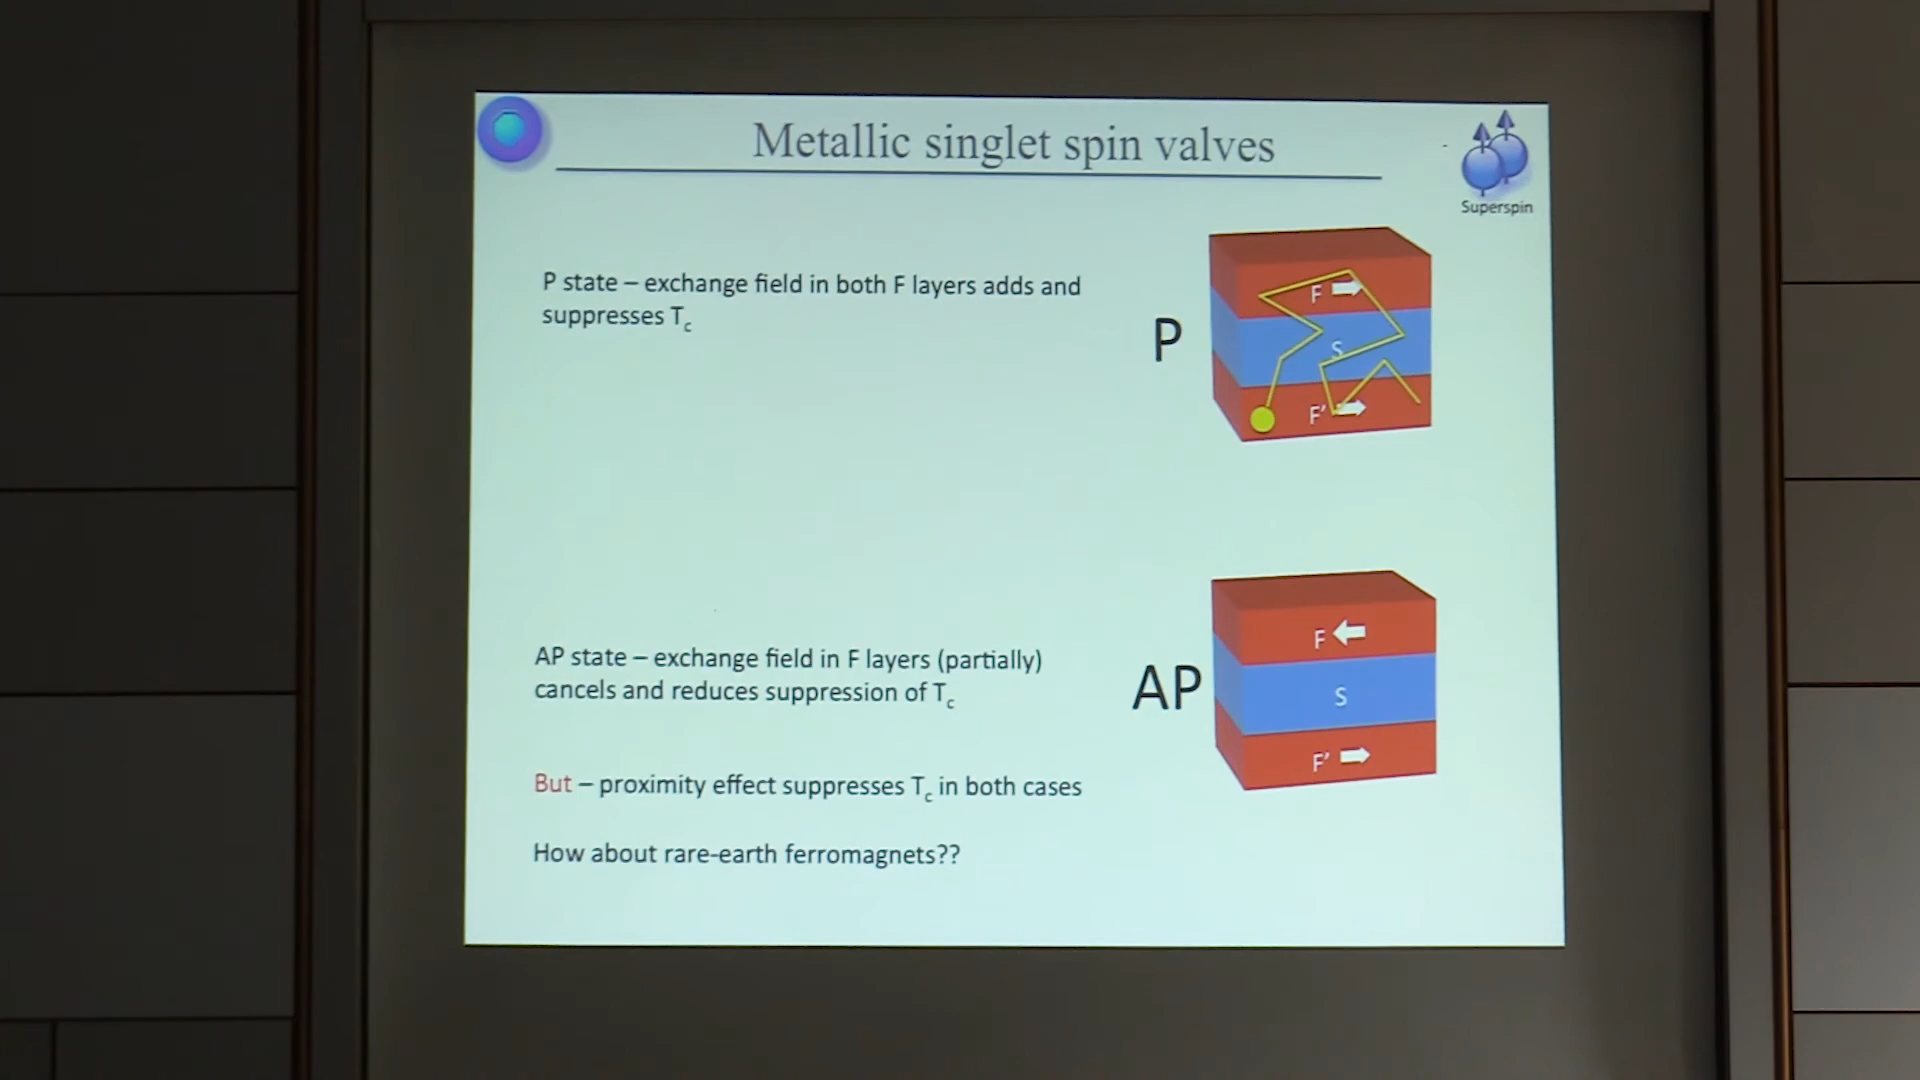 Metallic singlet spin valves
Superspin
P state – exchange field in both F layers adds and
suppresses Tc
P
F
S
F'
AP state – exchange field in F layers (partially)
cancels and reduces suppression of Tc
AP
F
S
F'
But – proximity effect suppresses Tc in both cases
How about rare-earth ferromagnets??